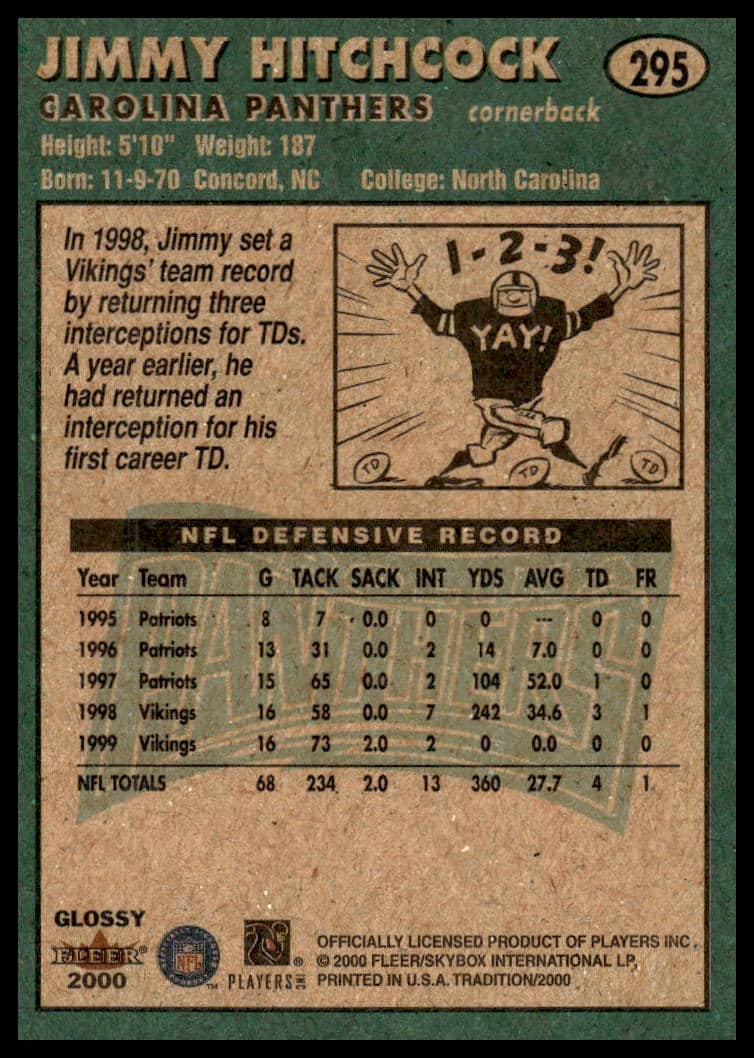 JIMMY HITCHCOCK 295
CAROLINA PANTHERS cornerback
Height: 5'10" Weight: 187
Born: 11-9-70 Concord, NC College: North Carolina
In 1998, Jimmy set a
Vikings' team record
by returning three
interceptions for TDs.
A year earlier, he
had returned an
interception for his
first career TD.
1-2-3!
YAY!
TD TD TD
NFL DEFENSIVE RECORD
Year Team G TACK SACK INT YDS AVG TD FR
1995 Patriots 8 7 0.0 0 0 --- 0 0
1996 Patriots 13 31 0.0 2 14 7.0 0 0
1997 Patriots 15 65 0.0 2 104 52.0 1 0
1998 Vikings 16 58 0.0 7 242 34.6 3 1
1999 Vikings 16 73 2.0 2 0 0.0 0 0
NFL TOTALS 68 234 2.0 13 360 27.7 4 1
PANTHERS
GLOSSY
FLEER®
2000
NFL
™
PLAYERS INC ®
OFFICIALLY LICENSED PRODUCT OF PLAYERS INC.
© 2000 FLEER/SKYBOX INTERNATIONAL LP.
PRINTED IN U.S.A. TRADITION/2000